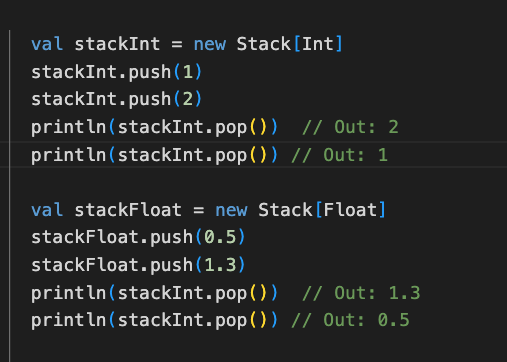 val stackInt = new Stack[Int]
stackInt.push(1)
stackInt.push(2)
println(stackInt.pop())  // Out: 2
println(stackInt.pop()) // Out: 1
val stackFloat = new Stack[Float]
stackFloat.push(0.5)
stackFloat.push(1.3)
println(stackInt.pop())  // Out: 1.3
println(stackInt.pop()) // Out: 0.5